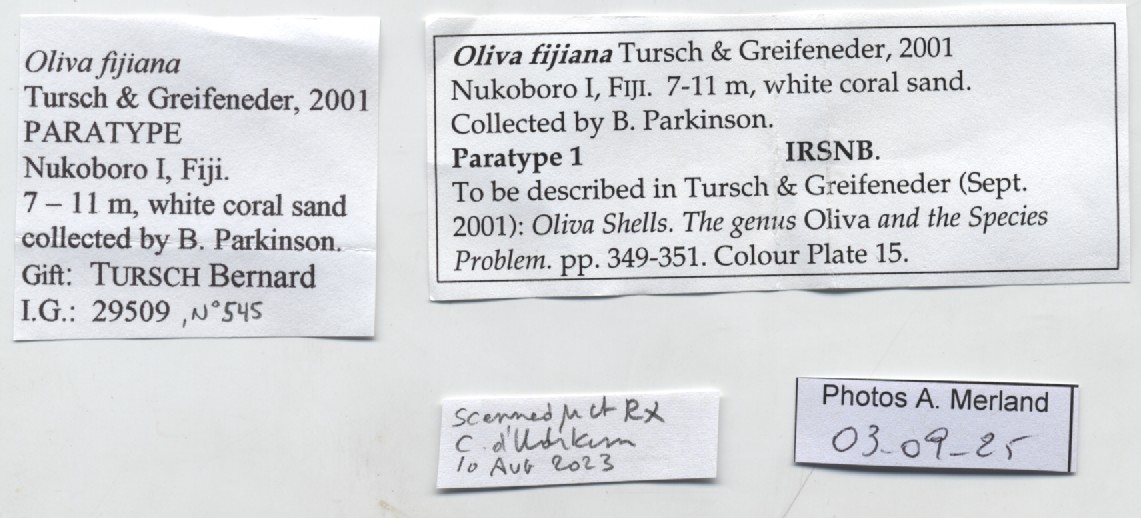 Oliva fijiana
Tursch & Greifeneder, 2001
PARATYPE
Nukoboro I, Fiji.
7 – 11 m, white coral sand
collected by B. Parkinson.
Gift: TURSCH Bernard
I.G.: 29509 , N° 545
Oliva fijiana Tursch & Greifeneder, 2001
Nukoboro I, FIJI. 7-11 m, white coral sand.
Collected by B. Parkinson.
Paratype 1 IRSNB.
To be described in Tursch & Greifeneder (Sept.
2001): Oliva Shells. The genus Oliva and the Species
Problem. pp. 349-351. Colour Plate 15.
Scanned µct RX
C.
10 AUG 2023
Photos A. Merland
03-09-25